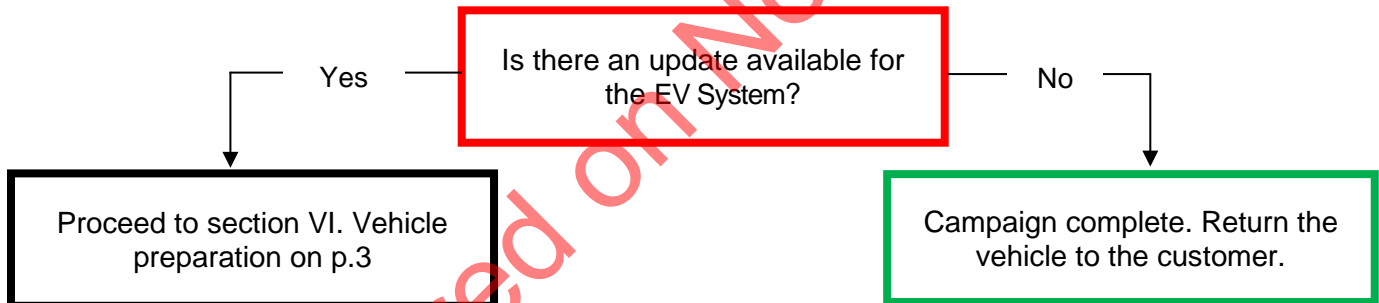 Is there an update available for
the EV System?
Yes
No
Proceed to section VI. Vehicle
preparation on p.3
Campaign complete. Return the
vehicle to the customer.